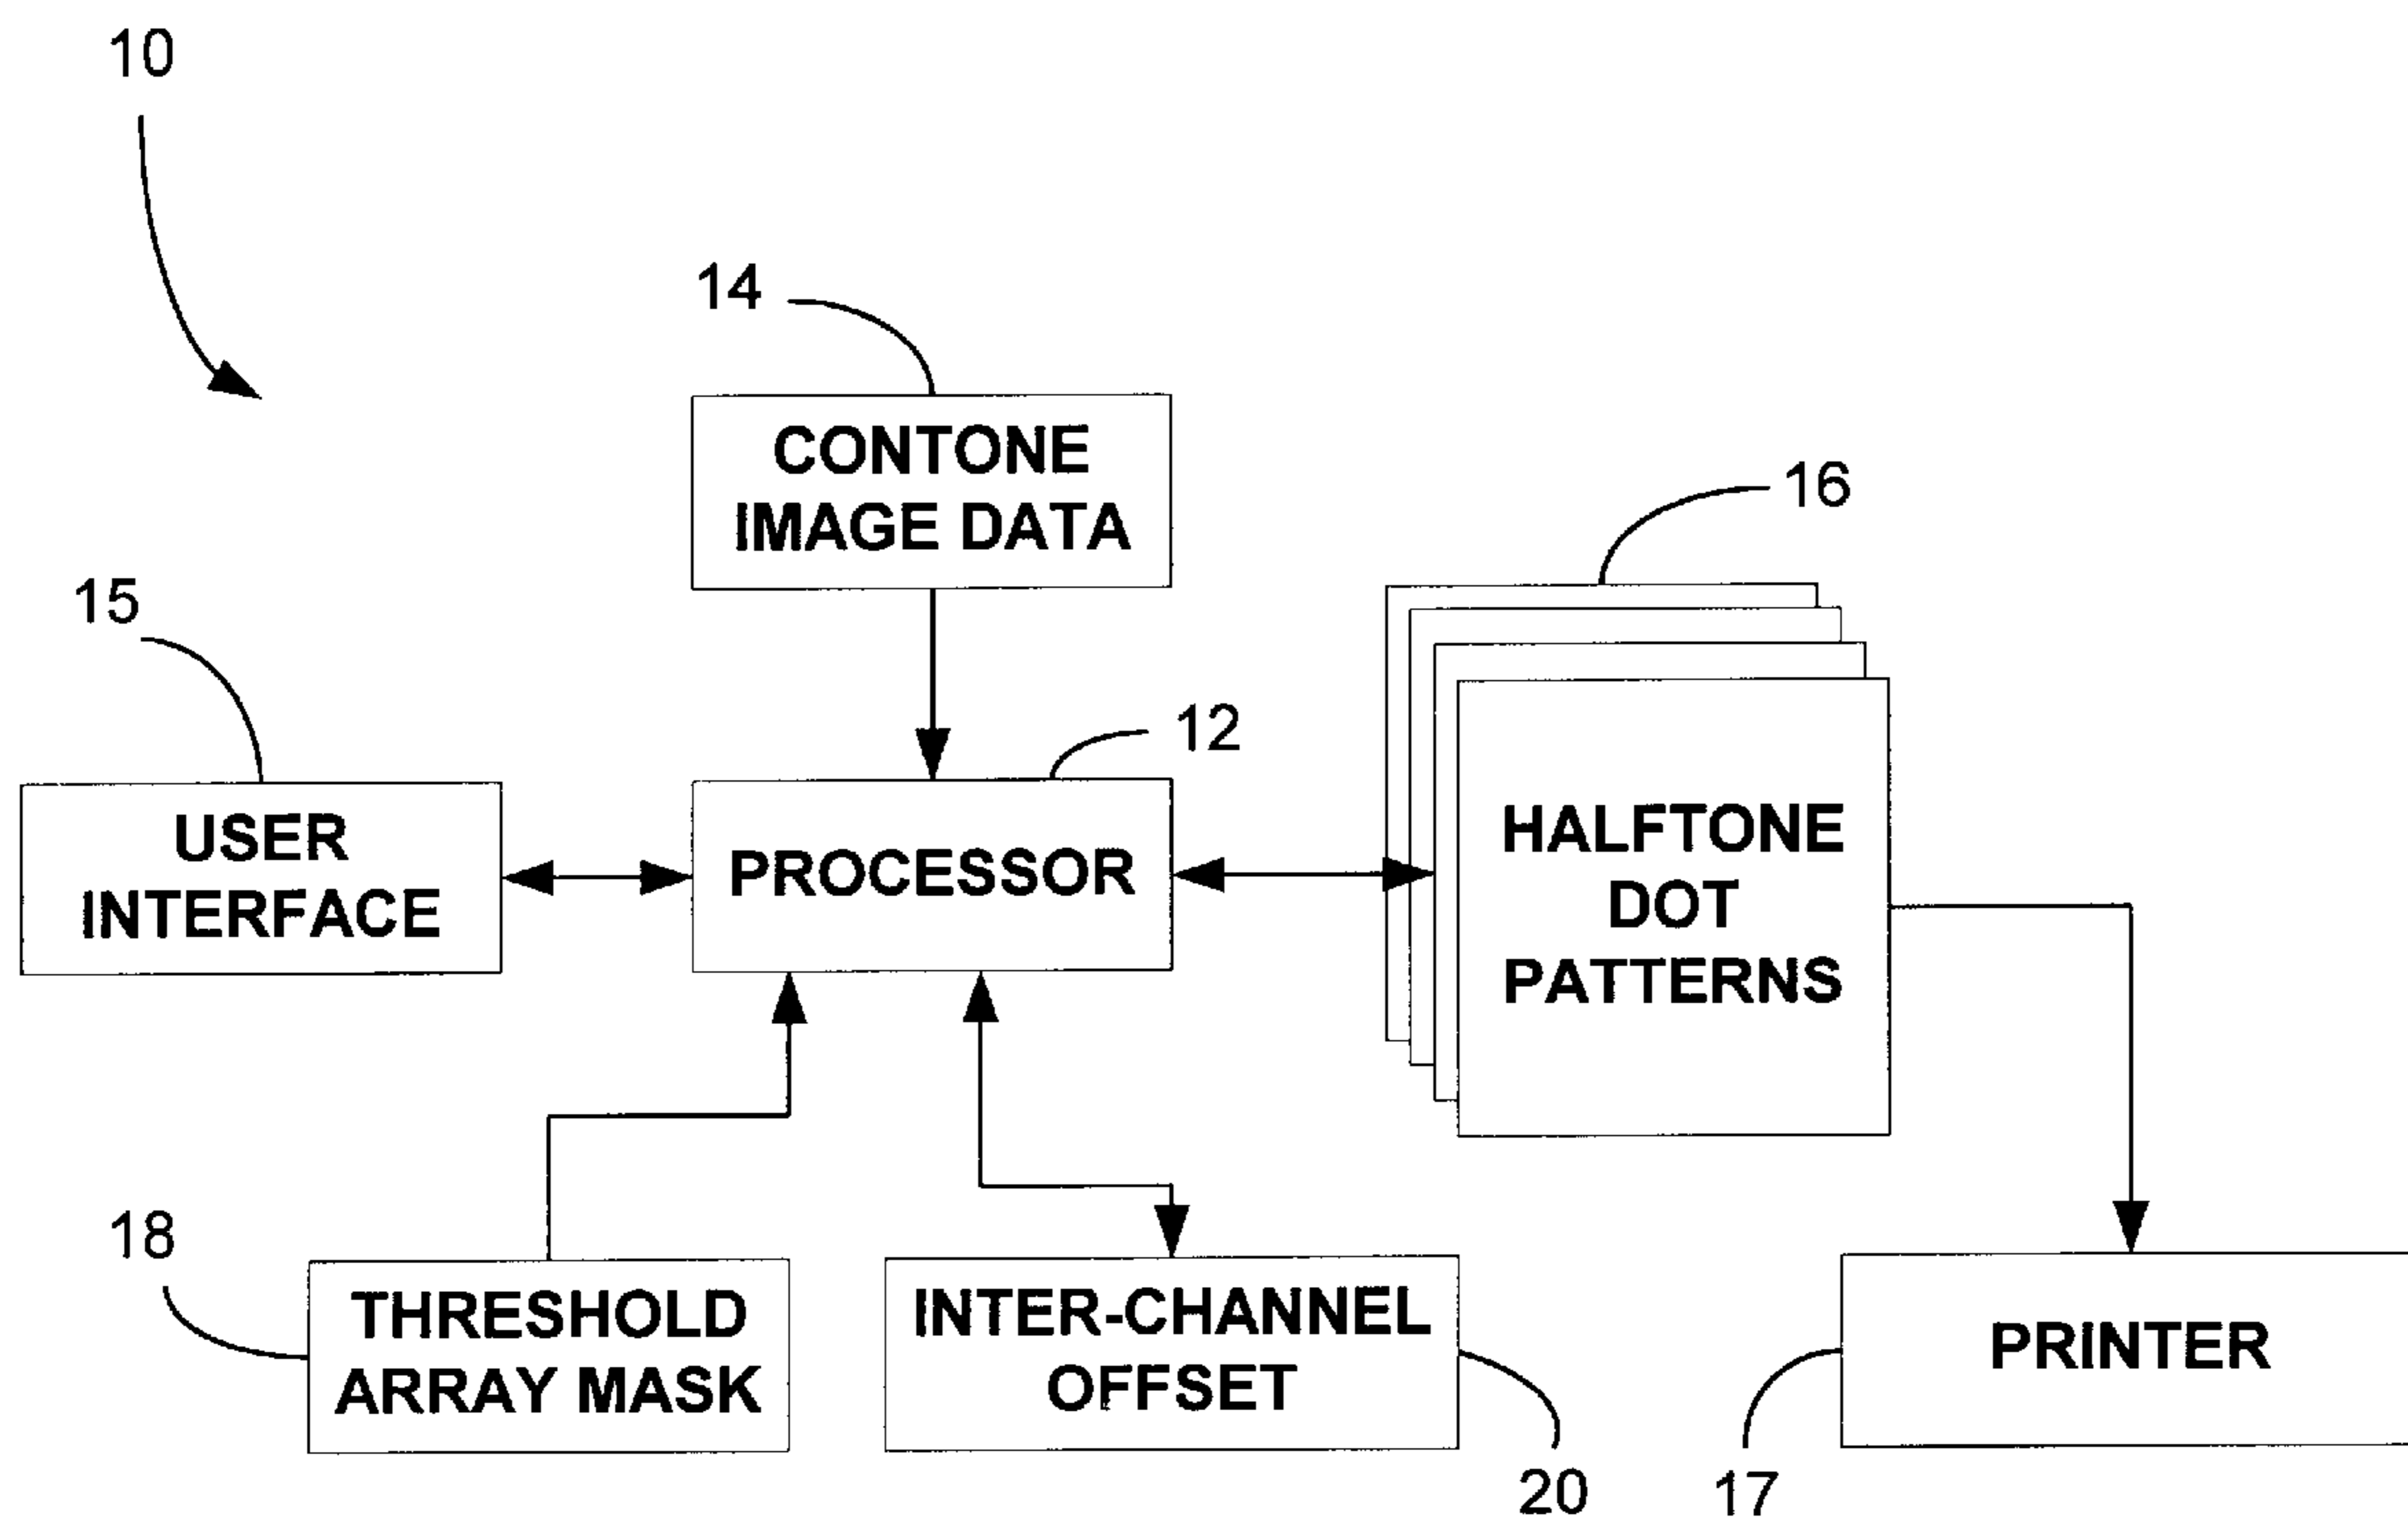 10
14
CONTONE
IMAGE DATA
16
15
12
USER
INTERFACE
PROCESSOR
HALFTONE
DOT
PATTERNS
18
THRESHOLD
ARRAY MASK
INTER-CHANNEL
OFFSET
PRINTER
20
17